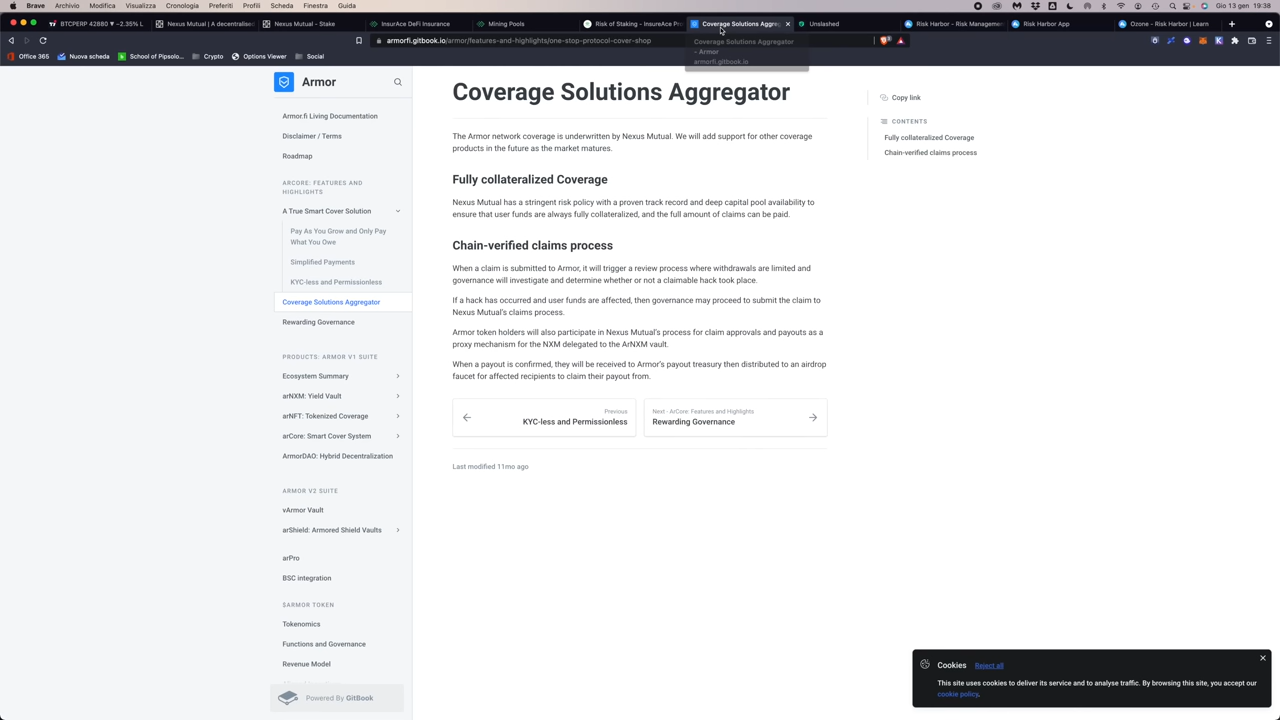 Brave Archivio Modifica Visualizza Cronologia Preferiti Profili Scheda Finestra Guida
Gio 13 gen 19:38
BTCPERP 42880 ▼ −2.35% L
Nexus Mutual | A decentralised
Nexus Mutual - Stake
InsurAce DeFi Insurance
Mining Pools
Risk of Staking - InsureAce Pro
Coverage Solutions Aggreg
Unslashed
Risk Harbor - Risk Managemen
Risk Harbor App
Ozone - Risk Harbor | Learn
armorfi.gitbook.io/armor/features-and-highlights/one-stop-protocol-cover-shop
Coverage Solutions Aggregator
- Armor
armorfi.gitbook.io
Office 365
Nuova scheda
School of Pipsolo...
Crypto
Options Viewer
Social
Armor
Armor.fi Living Documentation
Disclaimer / Terms
Roadmap
ARCORE: FEATURES AND
HIGHLIGHTS
A True Smart Cover Solution
Pay As You Grow and Only Pay
What You Owe
Simplified Payments
KYC-less and Permissionless
Coverage Solutions Aggregator
Rewarding Governance
PRODUCTS: ARMOR V1 SUITE
Ecosystem Summary
arNXM: Yield Vault
arNFT: Tokenized Coverage
arCore: Smart Cover System
ArmorDAO: Hybrid Decentralization
ARMOR V2 SUITE
vArmor Vault
arShield: Armored Shield Vaults
arPro
BSC integration
$ARMOR TOKEN
Tokenomics
Functions and Governance
Revenue Model
Powered By GitBook
Coverage Solutions Aggregator
The Armor network coverage is underwritten by Nexus Mutual. We will add support for other coverage
products in the future as the market matures.
Fully collateralized Coverage
Nexus Mutual has a stringent risk policy with a proven track record and deep capital pool availability to
ensure that user funds are always fully collateralized, and the full amount of claims can be paid.
Chain-verified claims process
When a claim is submitted to Armor, it will trigger a review process where withdrawals are limited and
governance will investigate and determine whether or not a claimable hack took place.
If a hack has occurred and user funds are affected, then governance may proceed to submit the claim to
Nexus Mutual's claims process.
Armor token holders will also participate in Nexus Mutual's process for claim approvals and payouts as a
proxy mechanism for the NXM delegated to the ArNXM vault.
When a payout is confirmed, they will be received to Armor's payout treasury then distributed to an airdrop
faucet for affected recipients to claim their payout from.
Previous
KYC-less and Permissionless
Next - ArCore: Features and Highlights
Rewarding Governance
Last modified 11mo ago
Copy link
CONTENTS
Fully collateralized Coverage
Chain-verified claims process
Cookies Reject all
This site uses cookies to deliver its service and to analyse traffic. By browsing this site, you accept our
cookie policy.